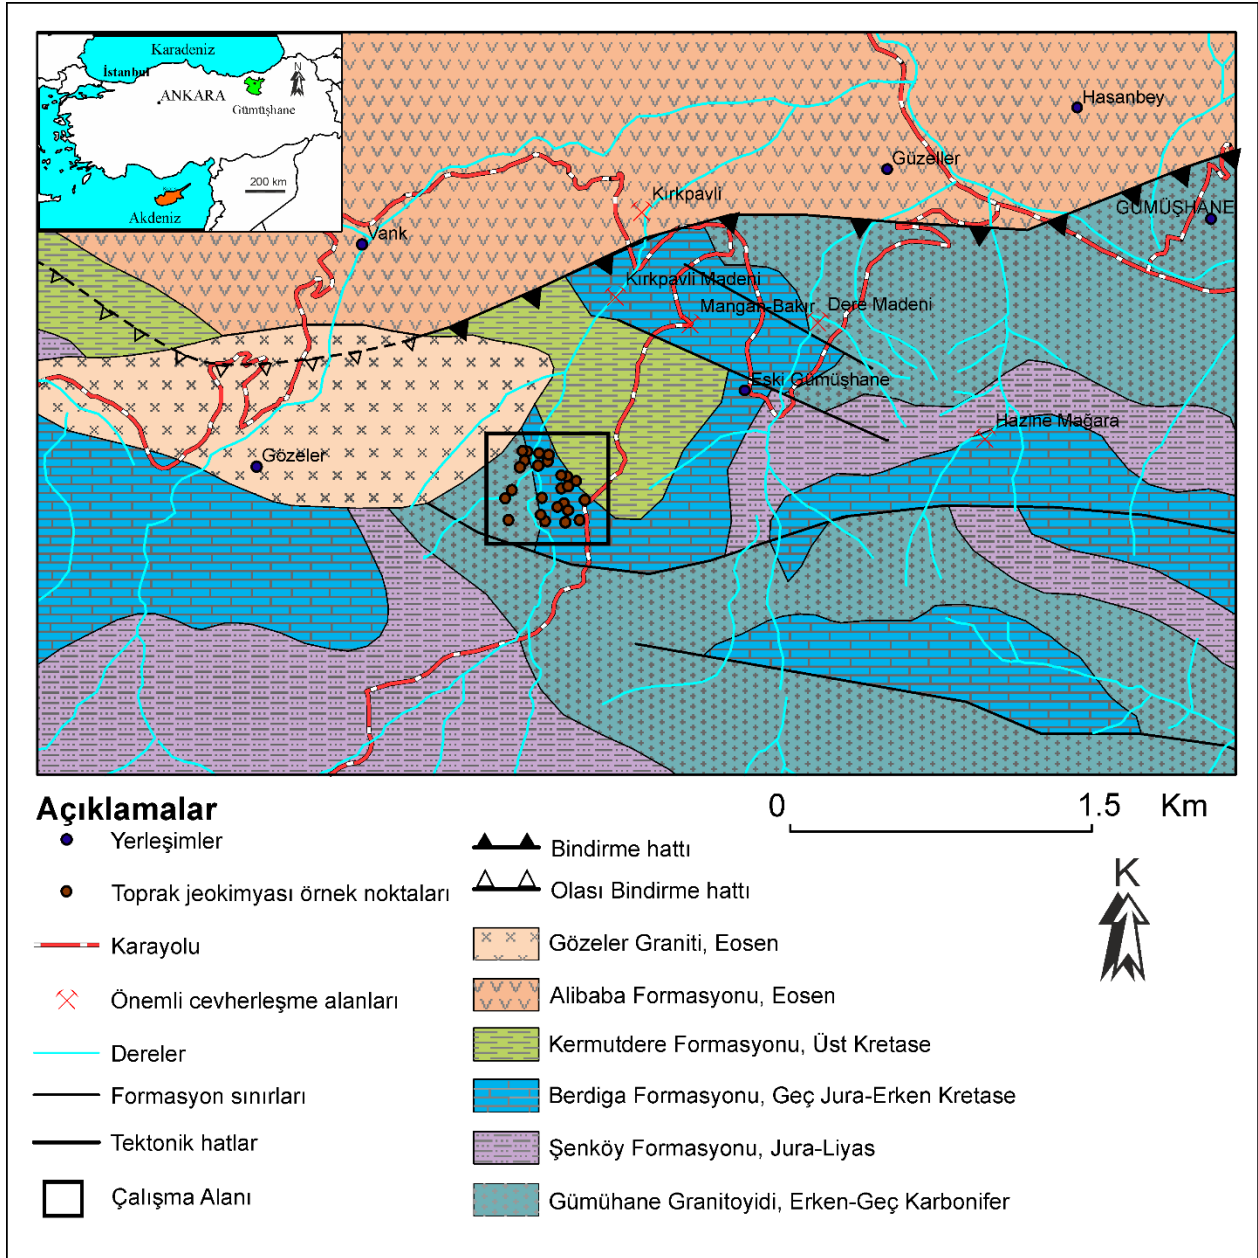 Karadeniz
İstanbul
N
ANKARA
Gümüşhane
200 km
Akdeniz
Hasanbey
Güzeller
Kırkpavli
GÜMÜŞHANE
Vank
Kırkpavli Madeni
Mangan-Bakır
Dere Madeni
Eski Gümüşhane
Hazine Mağara
Gözeler
Açıklamalar
0 1.5 Km
Yerleşimler
Toprak jeokimyası örnek noktaları
Karayolu
Önemli cevherleşme alanları
Dereler
Formasyon sınırları
Tektonik hatlar
Çalışma Alanı
Bindirme hattı
Olası Bindirme hattı
Gözeler Graniti, Eosen
Alibaba Formasyonu, Eosen
Kermutdere Formasyonu, Üst Kretase
Berdiga Formasyonu, Geç Jura-Erken Kretase
Şenköy Formasyonu, Jura-Liyas
Gümühane Granitoyidi, Erken-Geç Karbonifer
K